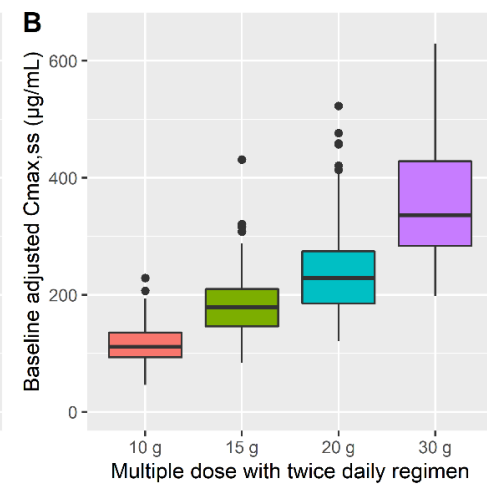 B
Baseline adjusted Cmax,ss (µg/mL)
600
400
200
0
10 g 15 g 20 g 30 g
Multiple dose with twice daily regimen